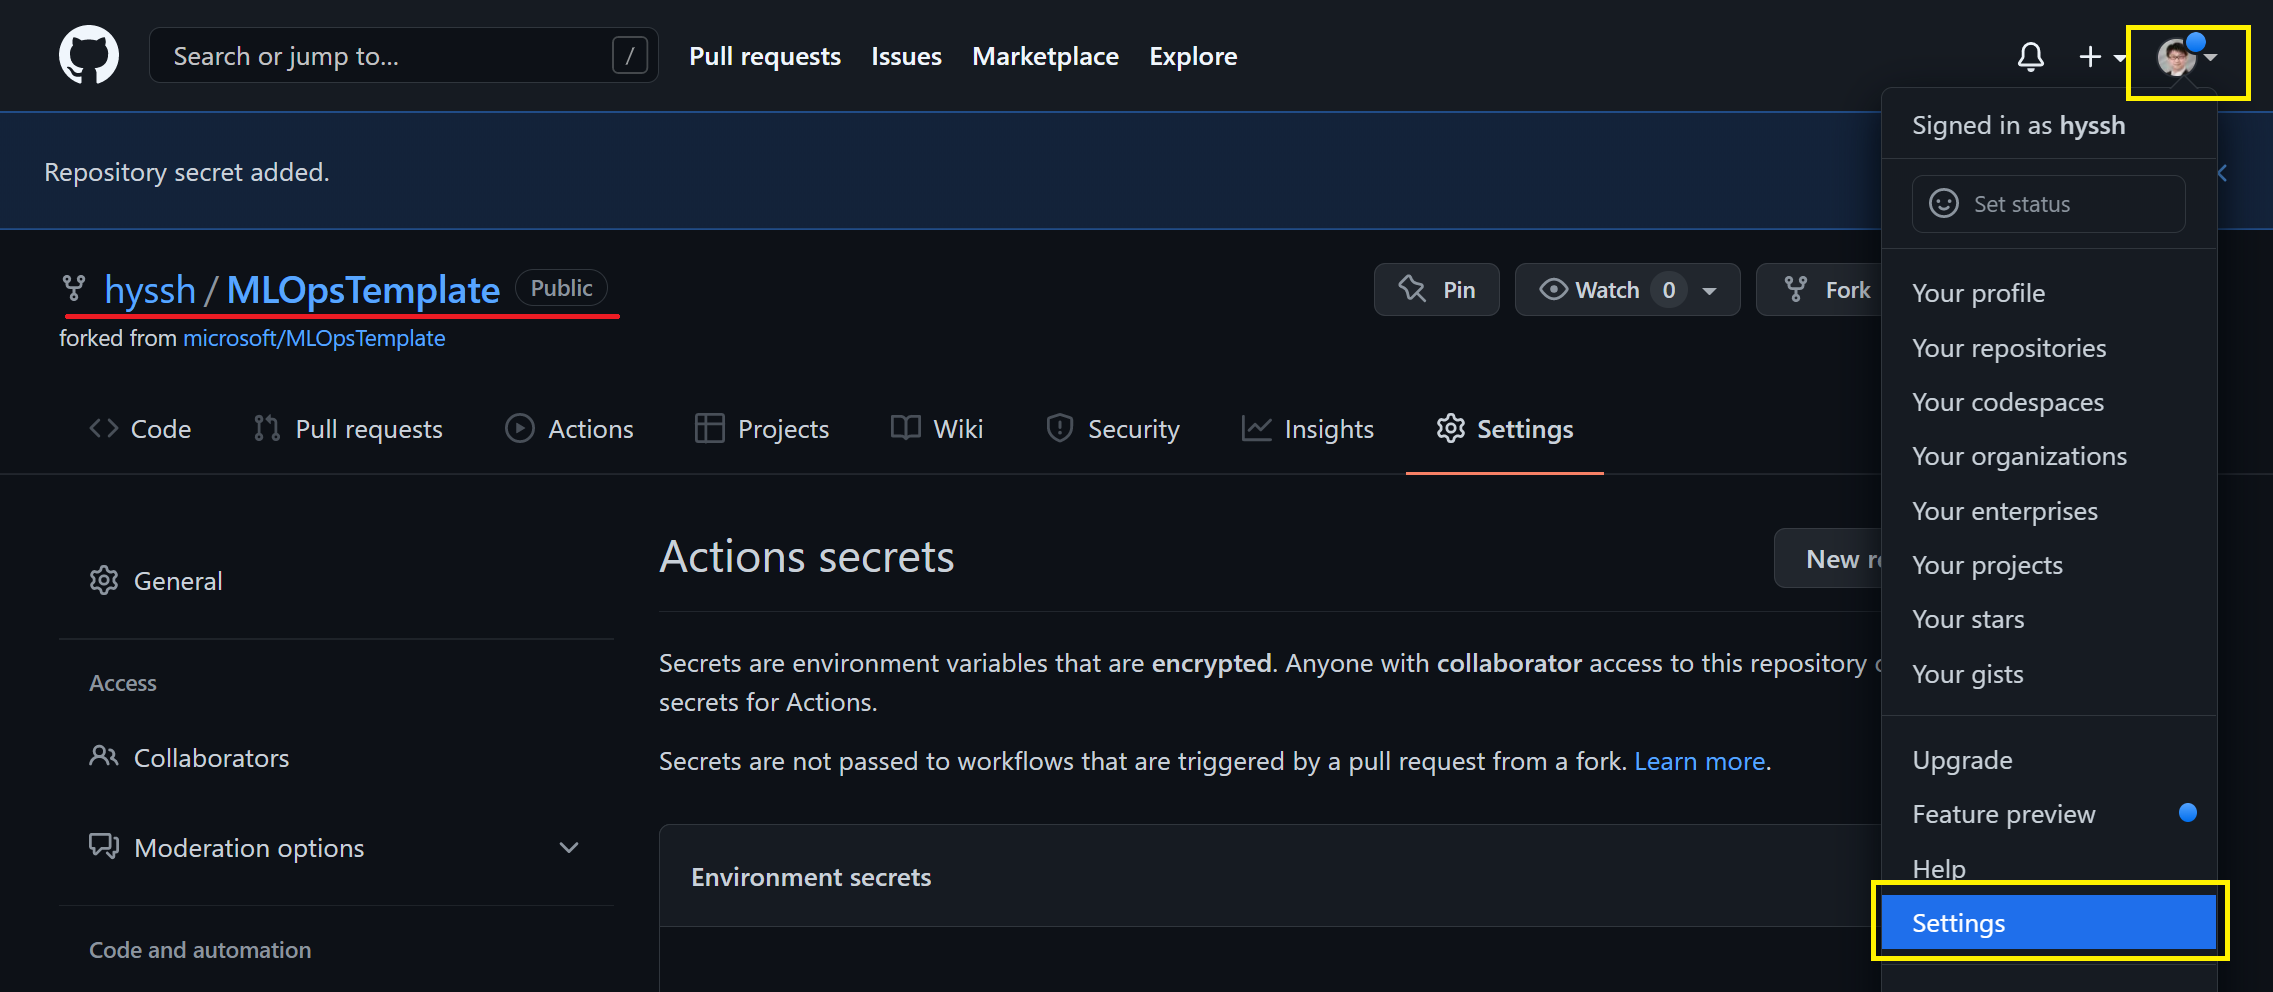 Search or jump to... /
Pull requests Issues Marketplace Explore
Repository secret added.
hyssh / MLOpsTemplate Public
forked from microsoft/MLOpsTemplate
Pin
Watch 0
Fork
Code
Pull requests
Actions
Projects
Wiki
Security
Insights
Settings
General
Access
Collaborators
Moderation options
Code and automation
Actions secrets
New
Secrets are environment variables that are encrypted. Anyone with collaborator access to this repository
secrets for Actions.
Secrets are not passed to workflows that are triggered by a pull request from a fork. Learn more.
Environment secrets
Signed in as hyssh
Set status
Your profile
Your repositories
Your codespaces
Your organizations
Your enterprises
Your projects
Your stars
Your gists
Upgrade
Feature preview
Help
Settings